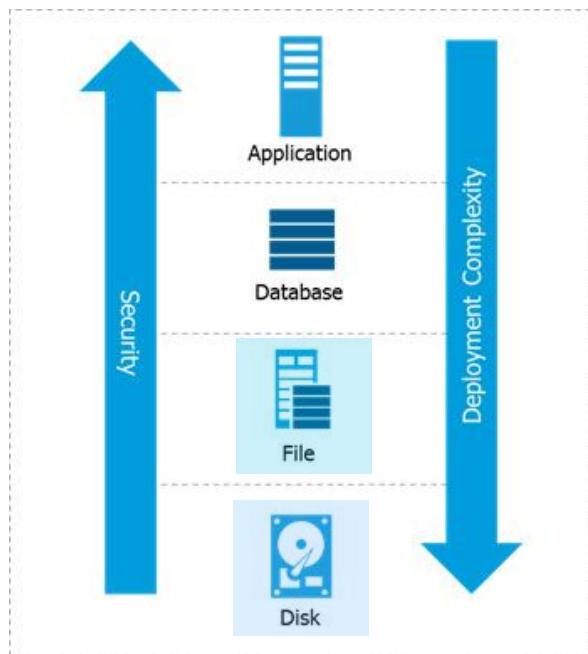 Application
Database
File
Disk
Security
Deployment Complexity